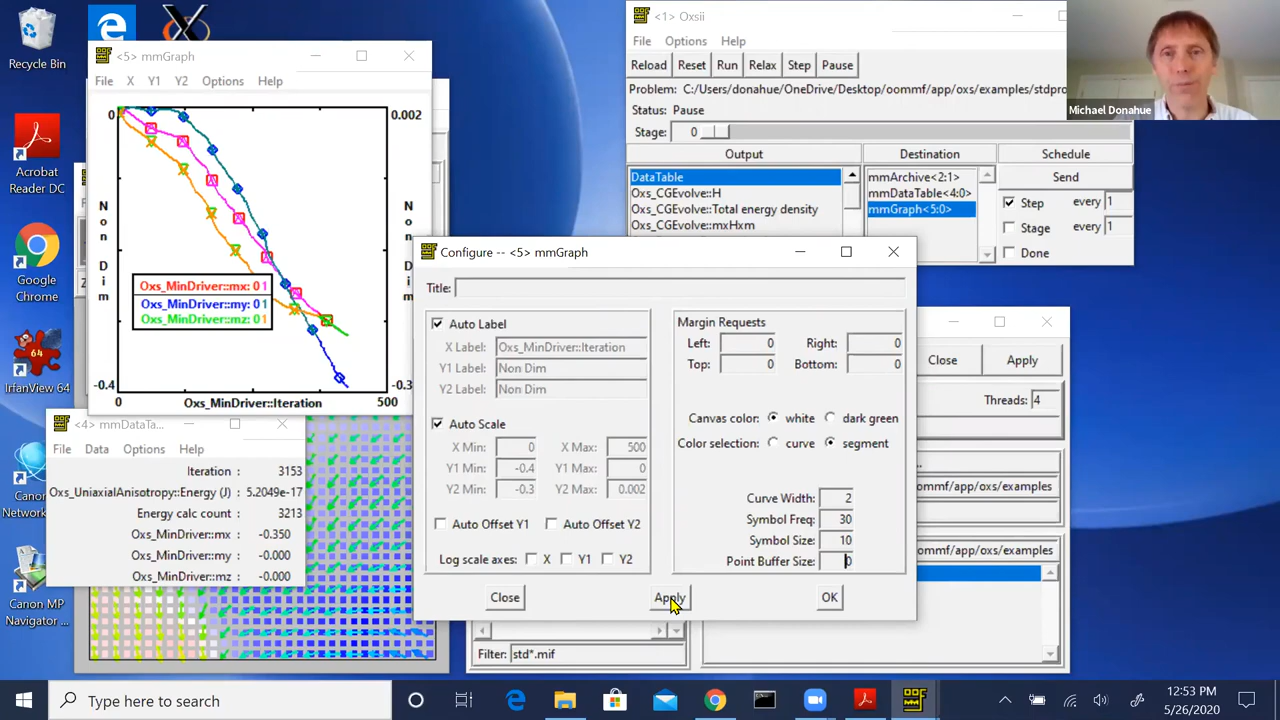 Recycle Bin
Acrobat
Reader DC
Google
Chrome
IrfanView 64
Canon
Network
Canon MP
Navigator ...
<5> mmGraph
File X Y1 Y2 Options Help
0
0.002
Non Dim
Non Dim
Oxs_MinDriver::mx: 0 1
Oxs_MinDriver::my: 0 1
Oxs_MinDriver::mz: 0 1
-0.4
-0.3
0
Oxs_MinDriver::Iteration
500
<4> mmDataTa...
File Data Options Help
Iteration : 3153
Oxs_UniaxialAnisotropy::Energy (J) : 5.2049e-17
Energy calc count : 3213
Oxs_MinDriver::mx : -0.350
Oxs_MinDriver::my : -0.000
Oxs_MinDriver::mz : -0.000
<1> Oxsii
File Options Help
Reload Reset Run Relax Step Pause
Problem: C:/Users/donahue/OneDrive/Desktop/oommf/app/oxs/examples/stdpro
Status: Pause
Stage: 0
Output Destination Schedule
DataTable
Oxs_CGEvolve::H
Oxs_CGEvolve::Total energy density
Oxs_CGEvolve::mxHxm
mmArchive<2:1>
mmDataTable<4:0>
mmGraph<5:0>
Send
Step every 1
Stage every 1
Done
Michael Donahue
Configure -- <5> mmGraph
Title:
Auto Label
X Label: Oxs_MinDriver::Iteration
Y1 Label: Non Dim
Y2 Label: Non Dim
Auto Scale
X Min: 0 X Max: 500
Y1 Min: -0.4 Y1 Max: 0
Y2 Min: -0.3 Y2 Max: 0.002
Auto Offset Y1 Auto Offset Y2
Log scale axes: X Y1 Y2
Margin Requests
Left: 0 Right: 0
Top: 0 Bottom: 0
Canvas color: white dark green
Color selection: curve segment
Curve Width: 2
Symbol Freq: 30
Symbol Size: 10
Point Buffer Size: 0
Close Apply OK
Close Apply
Threads: 4
..
ommf/app/oxs/examples
ommf/app/oxs/examples
Filter: std*.mif
Type here to search
12:53 PM
5/26/2020